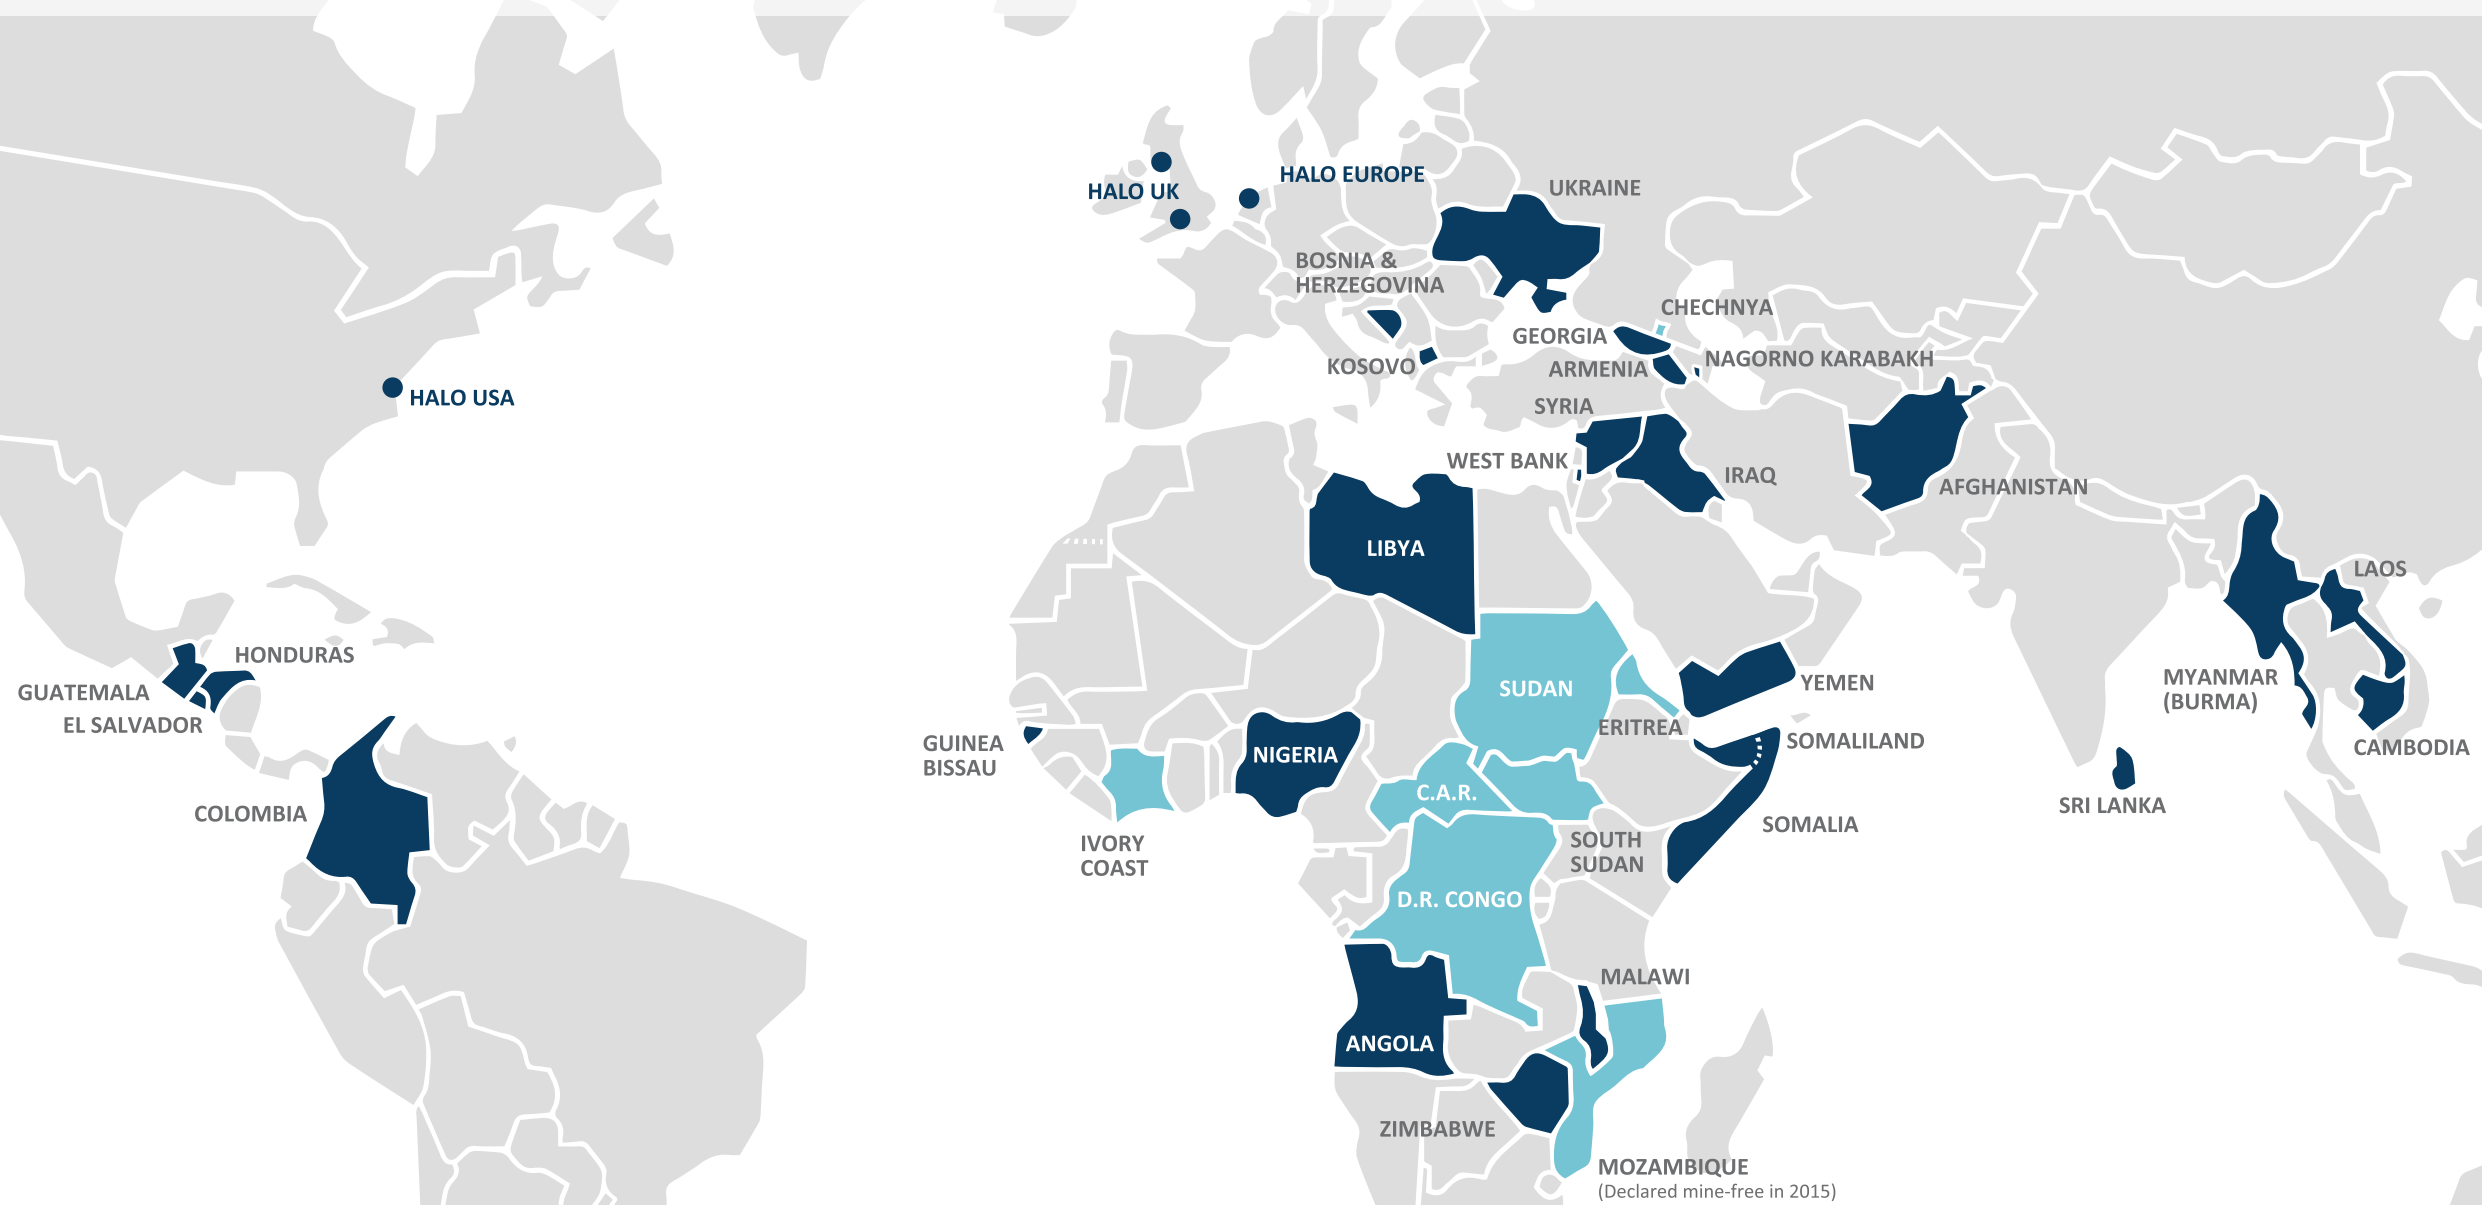 HALO UK
HALO EUROPE
UKRAINE
BOSNIA &
HERZEGOVINA
CHECHNYA
GEORGIA
KOSOVO
ARMENIA
NAGORNO KARABAKH
HALO USA
SYRIA
WEST BANK
IRAQ
AFGHANISTAN
LIBYA
LAOS
HONDURAS
GUATEMALA
EL SALVADOR
SUDAN
YEMEN
MYANMAR
(BURMA)
ERITREA
GUINEA
BISSAU
NIGERIA
SOMALILAND
CAMBODIA
COLOMBIA
C.A.R.
SRI LANKA
SOMALIA
IVORY
COAST
SOUTH
SUDAN
D.R. CONGO
MALAWI
ANGOLA
ZIMBABWE
MOZAMBIQUE
(Declared mine-free in 2015)